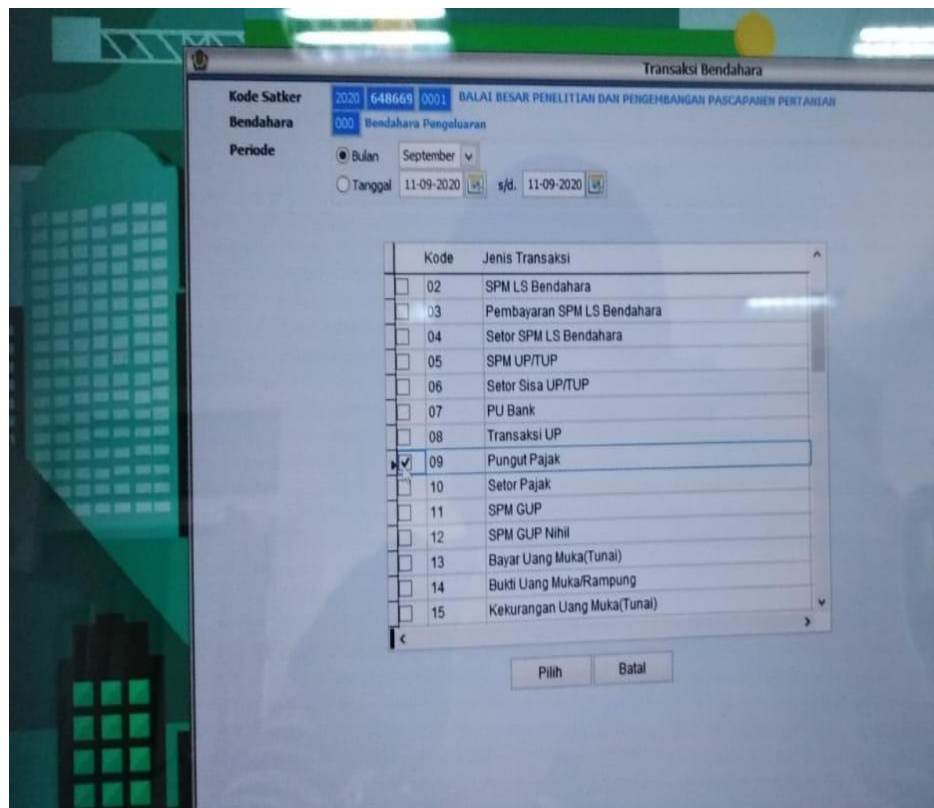 Transaksi Bendahara
Kode Satker 2020 648669 0001 BALAI BESAR PENELITIAN DAN PENGEMBANGAN PASCAPANEN PERTANIAN
Bendahara 000 Bendahara Pengeluaran
Periode Bulan September
Tanggal 11-09-2020 s/d. 11-09-2020
Kode Jenis Transaksi
02 SPM LS Bendahara
03 Pembayaran SPM LS Bendahara
04 Setor SPM LS Bendahara
05 SPM UP/TUP
06 Setor Sisa UP/TUP
07 PU Bank
08 Transaksi UP
09 Pungut Pajak
10 Setor Pajak
11 SPM GUP
12 SPM GUP Nihil
13 Bayar Uang Muka(Tunai)
14 Bukti Uang Muka/Rampung
15 Kekurangan Uang Muka(Tunai)
Pilih Batal